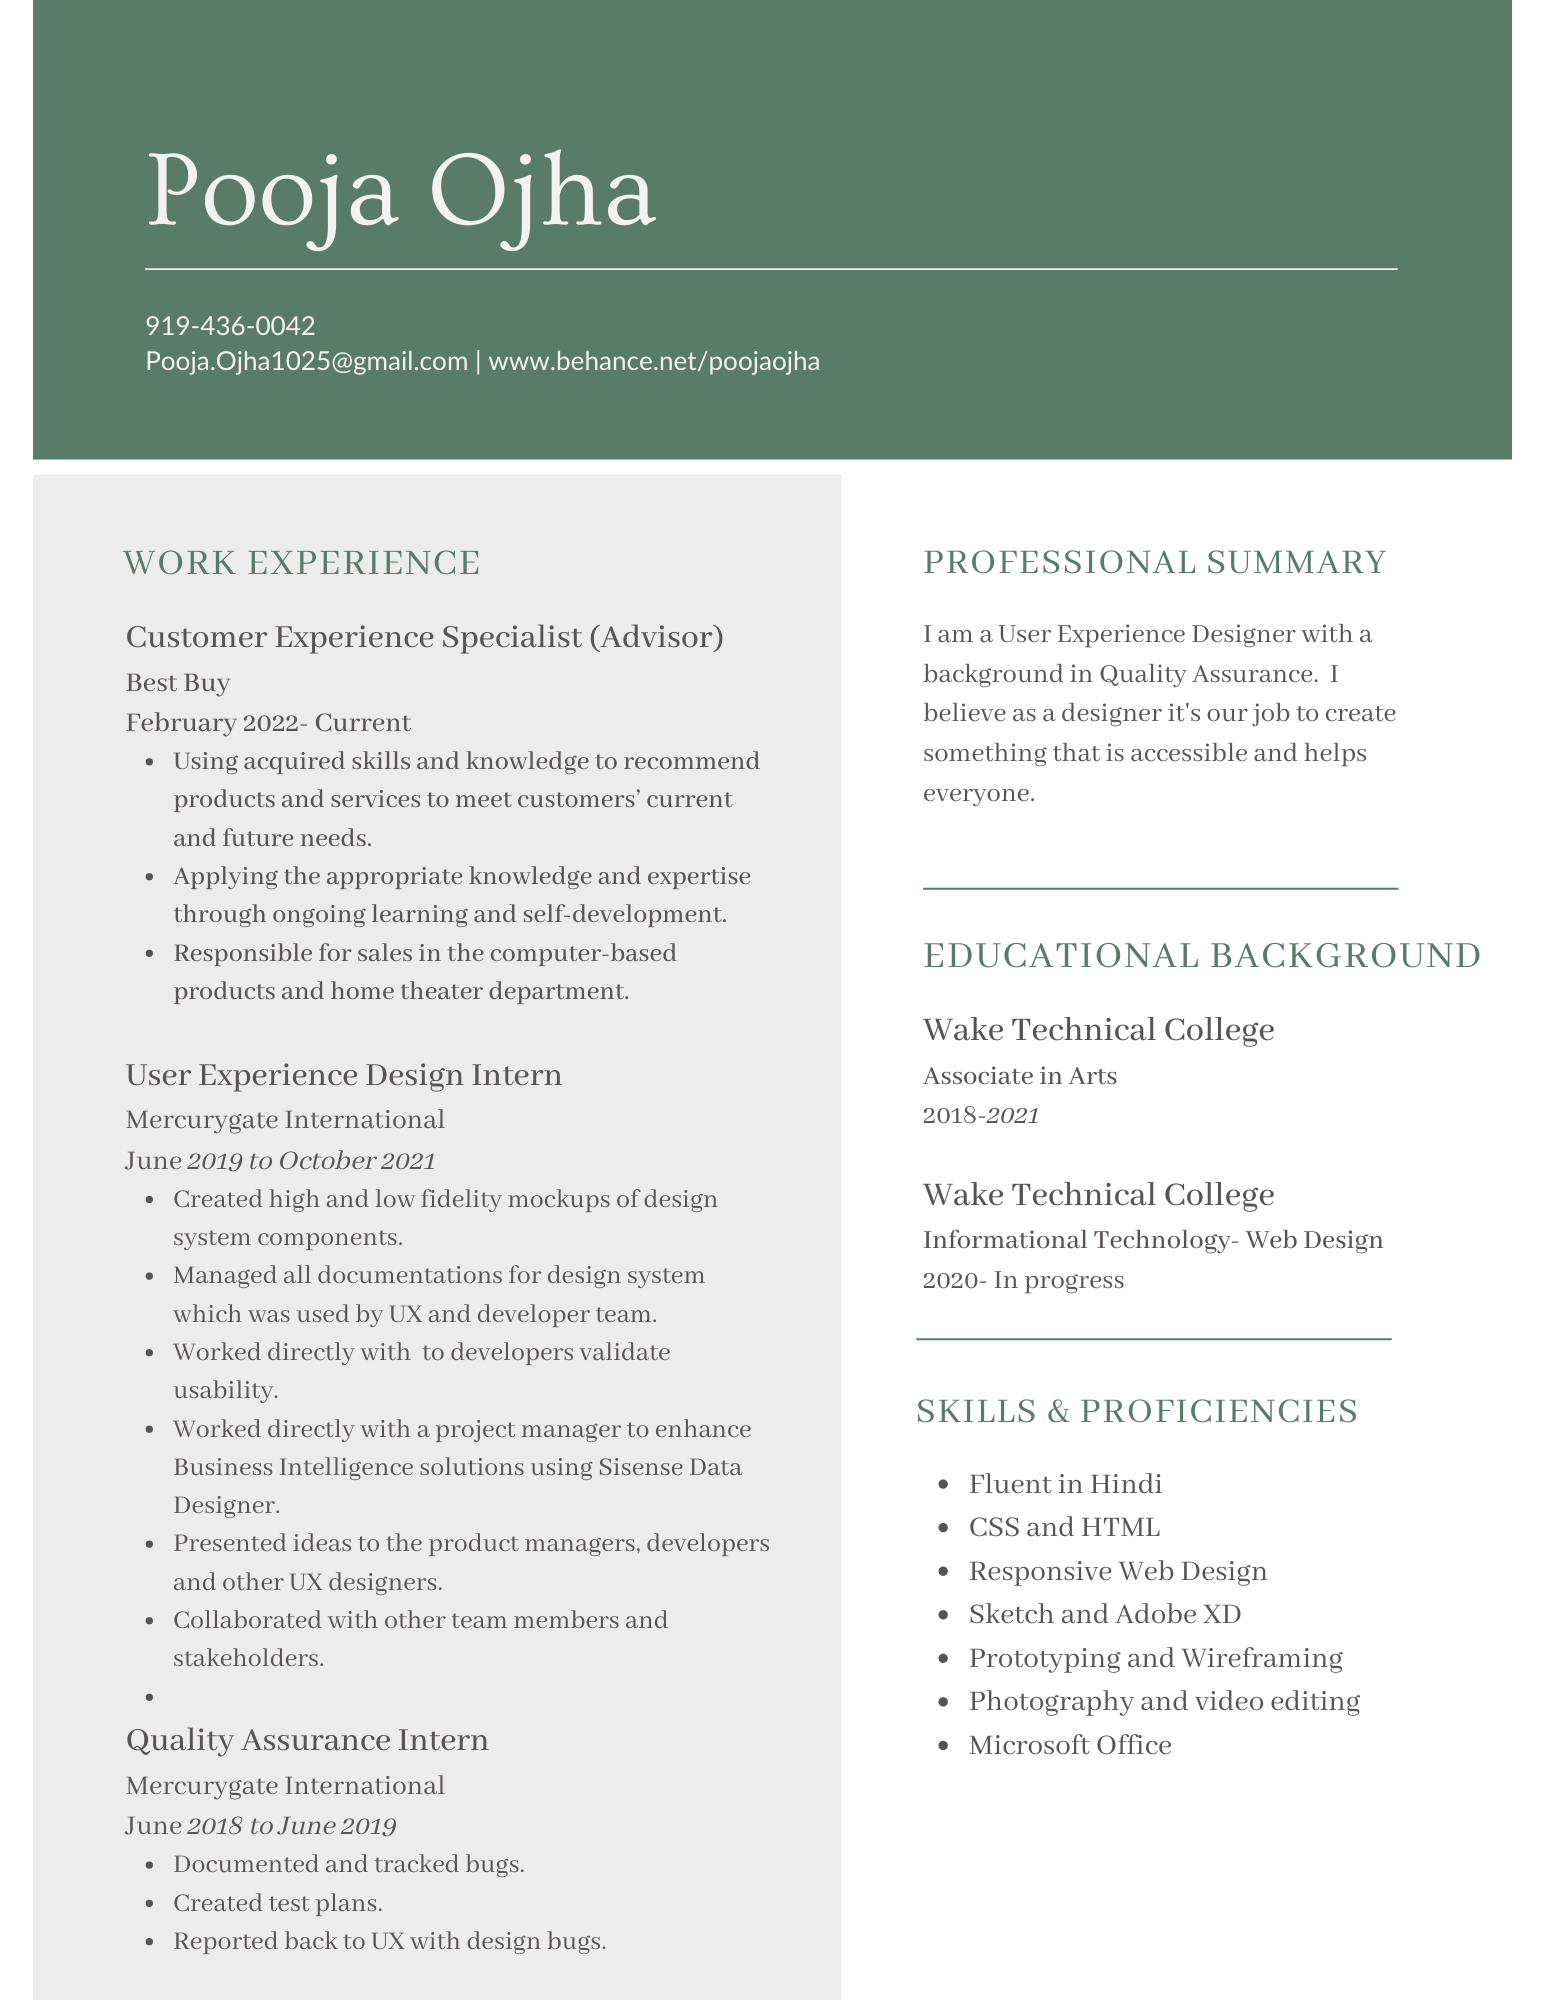 Pooja Ojha
919-436-0042
Pooja.Ojha1025@gmail.com | www.behance.net/poojaojha
WORK EXPERIENCE
Customer Experience Specialist (Advisor)
Best Buy
February 2022- Current
• Using acquired skills and knowledge to recommend
products and services to meet customers’ current
and future needs.
• Applying the appropriate knowledge and expertise
through ongoing learning and self-development.
• Responsible for sales in the computer-based
products and home theater department.
User Experience Design Intern
Mercurygate International
June 2019 to October 2021
• Created high and low fidelity mockups of design
system components.
• Managed all documentations for design system
which was used by UX and developer team.
• Worked directly with  to developers validate
usability.
• Worked directly with a project manager to enhance
Business Intelligence solutions using Sisense Data
Designer.
• Presented ideas to the product managers, developers
and other UX designers.
• Collaborated with other team members and
stakeholders.
•
Quality Assurance Intern
Mercurygate International
June 2018 to June 2019
• Documented and tracked bugs.
• Created test plans.
• Reported back to UX with design bugs.
PROFESSIONAL SUMMARY
I am a User Experience Designer with a
background in Quality Assurance.  I
believe as a designer it's our job to create
something that is accessible and helps
everyone.
EDUCATIONAL BACKGROUND
Wake Technical College
Associate in Arts
2018-2021
Wake Technical College
Informational Technology- Web Design
2020- In progress
SKILLS & PROFICIENCIES
• Fluent in Hindi
• CSS and HTML
• Responsive Web Design
• Sketch and Adobe XD
• Prototyping and Wireframing
• Photography and video editing
• Microsoft Office